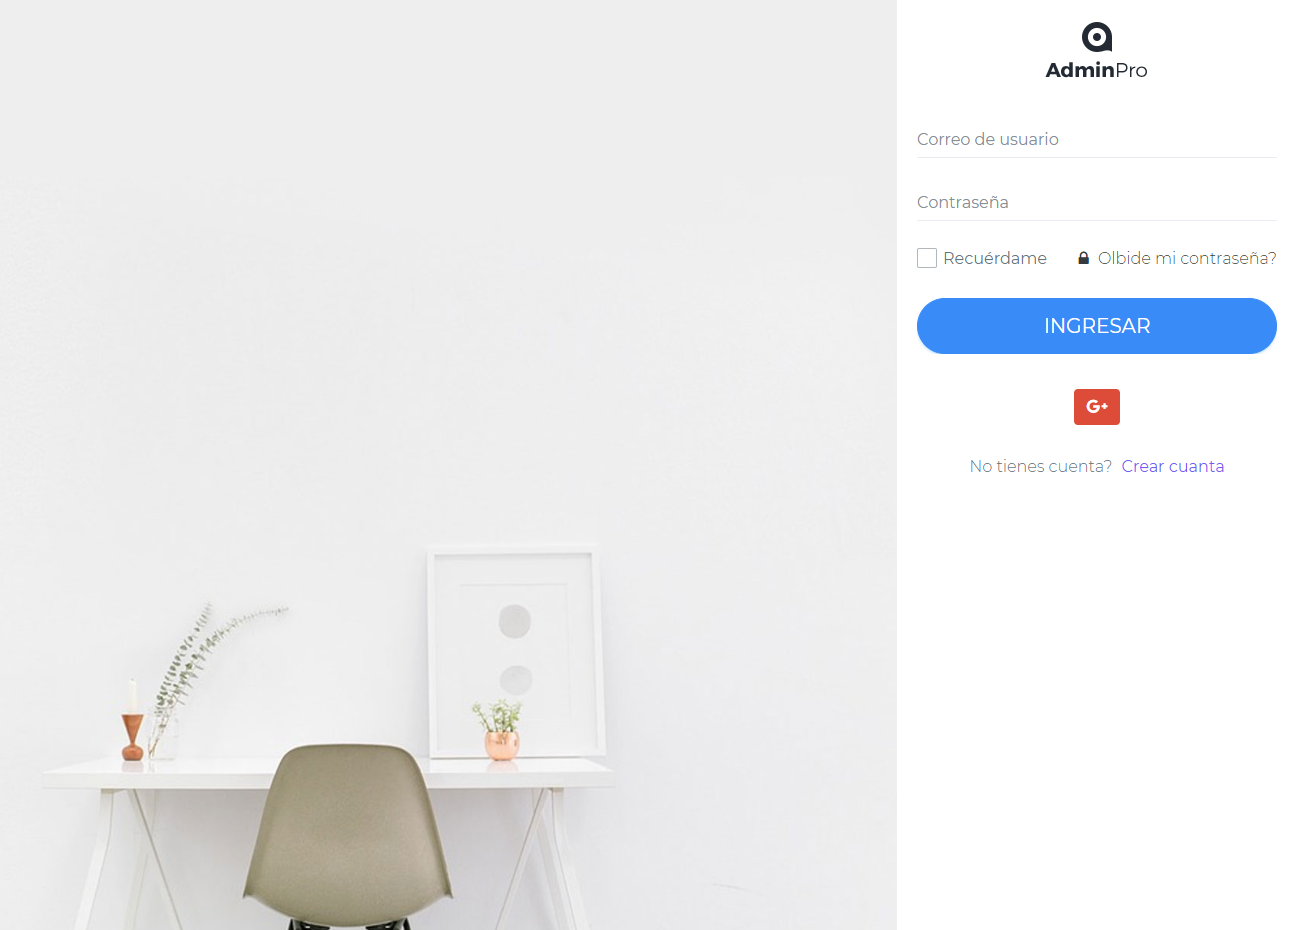 AdminPro
Correo de usuario
Contraseña
Recuérdame Olbide mi contraseña?
INGRESAR
G+
No tienes cuenta? Crear cuanta